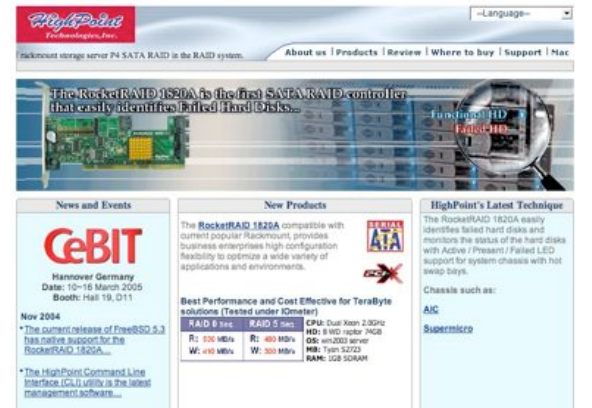 HighPoint
Technologies, Inc.
--Language--
rackmount storage server P4 SATA RAID in the RAID system.
About us | Products | Review | Where to buy | Support | Mac
The RocketRAID 1820A is the first SATA RAID controller
that easily identifies Failed Hard Disks...
Functional HD
Failed HD
News and Events
CeBIT
Hannover Germany
Date: 10~16 March 2005
Booth: Hall 19, D11
Nov 2004
•The current release of FreeBSD 5.3
has native support for the
RocketRAID 1820A...
•The HighPoint Command Line
Interface (CLI) utility is the latest
management software...
New Products
The RocketRAID 1820A compatible with
current popular Rackmount, provides
business enterprises high configuration
flexibility to optimize a wide variety of
applications and environments.
SERIAL
ATA
Best Performance and Cost Effective for TeraByte
solutions (Tested under IOmeter)
RAID 0 Seq. RAID 5 Seq.
R: 520 MB/s R: 400 MB/s
W: 410 MB/s W: 300 MB/s
CPU: Dual Xeon 2.8GHz
HD: 8 WD raptor 74GB
OS: win2003 server
MB: Tyan S2723
RAM: 1GB SDRAM
HighPoint's Latest Technique
The RocketRAID 1820A easily
identifies failed hard disks and
monitors the status of the hard disks
with Active / Present / Failed LED
support for system chassis with hot
swap bays.
Chassis such as:
AIC
Supermicro